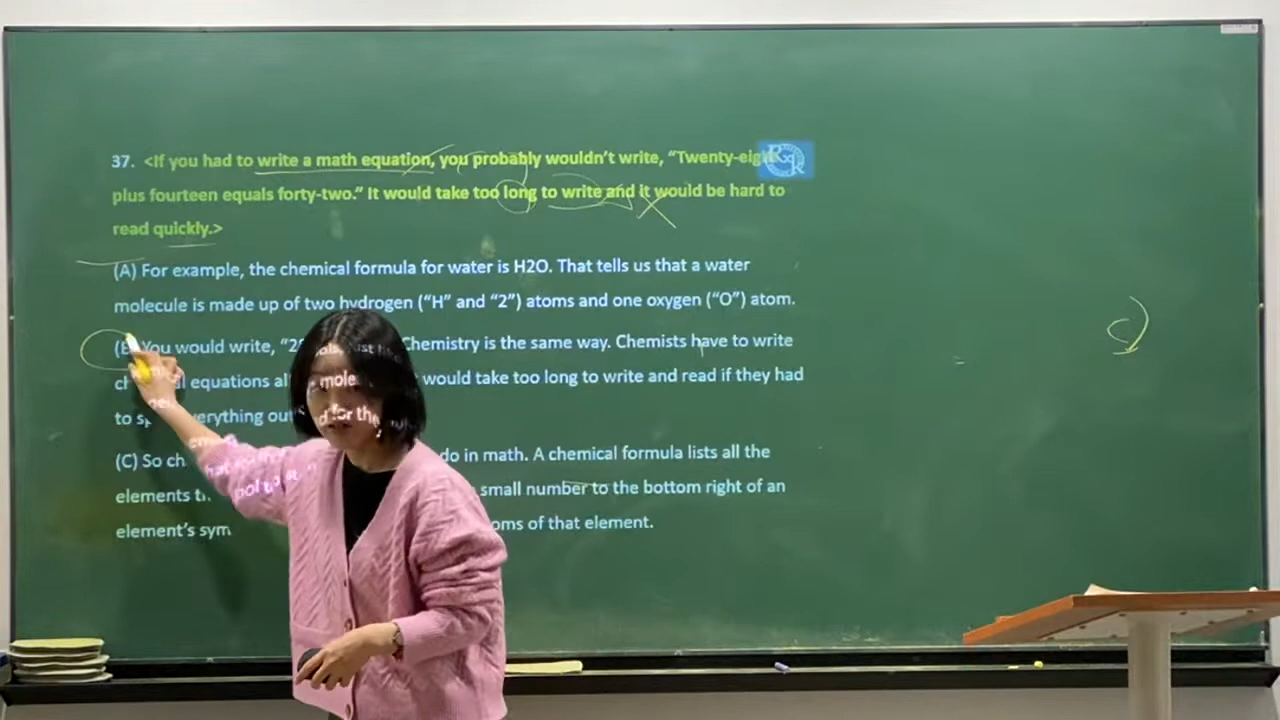 37. <If you had to write a math equation, you probably wouldn't write, "Twenty-eight
plus fourteen equals forty-two." It would take too long to write and it would be hard to
read quickly.>
(A) For example, the chemical formula for water is H2O. That tells us that a water
molecule is made up of two hydrogen ("H" and "2") atoms and one oxygen ("O") atom.
(B) You would write, "2 Chemistry is the same way. Chemists have to write
equations would take too long to write and read if they had
to everything out
(C) So do in math. A chemical formula lists all the
elements small number to the bottom right of an
element's sym oms of that element.